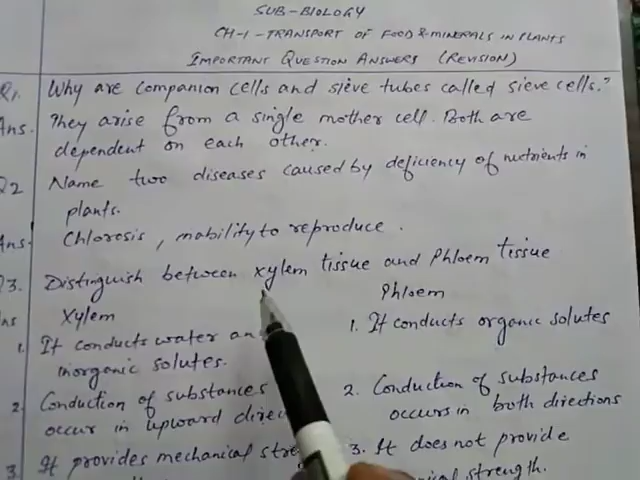 SUB-BIOLOGY
CH-1-TRANSPORT OF FOOD & MINERALS IN PLANTS
IMPORTANT QUESTION ANSWERS (REVISION)
Q1. Why are companion cells and sieve tubes called sieve cells.?
Ans. They arise from a single mother cell. Both are
dependent on each other.
Q2 Name two diseases caused by deficiency of nutrients in
plants.
Ans. Chlorosis, inability to reproduce.
Q3. Distinguish between xylem tissue and Phloem tissue
Ans Xylem Phloem
1. It conducts water an 1. It conducts organic solutes
inorganic solutes.
2. Conduction of substances 2. Conduction of substances
occur in upward direc occurs in both directions
3. It provides mechanical stre 3. It does not provide
strength.